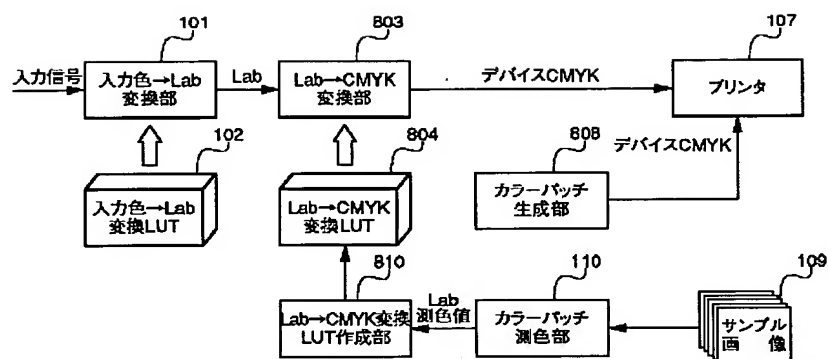 101
803
107
入力信号
入力色→Lab
変換部
Lab
Lab→CMYK
変換部
デバイスCMYK
プリンタ
102
804
808
デバイスCMYK
入力色→Lab
変換LUT
Lab→CMYK
変換LUT
カラーパッチ
生成部
810
110
109
Lab→CMYK変換
LUT作成部
Lab
測色値
カラーパッチ
測色部
サンプル
画像